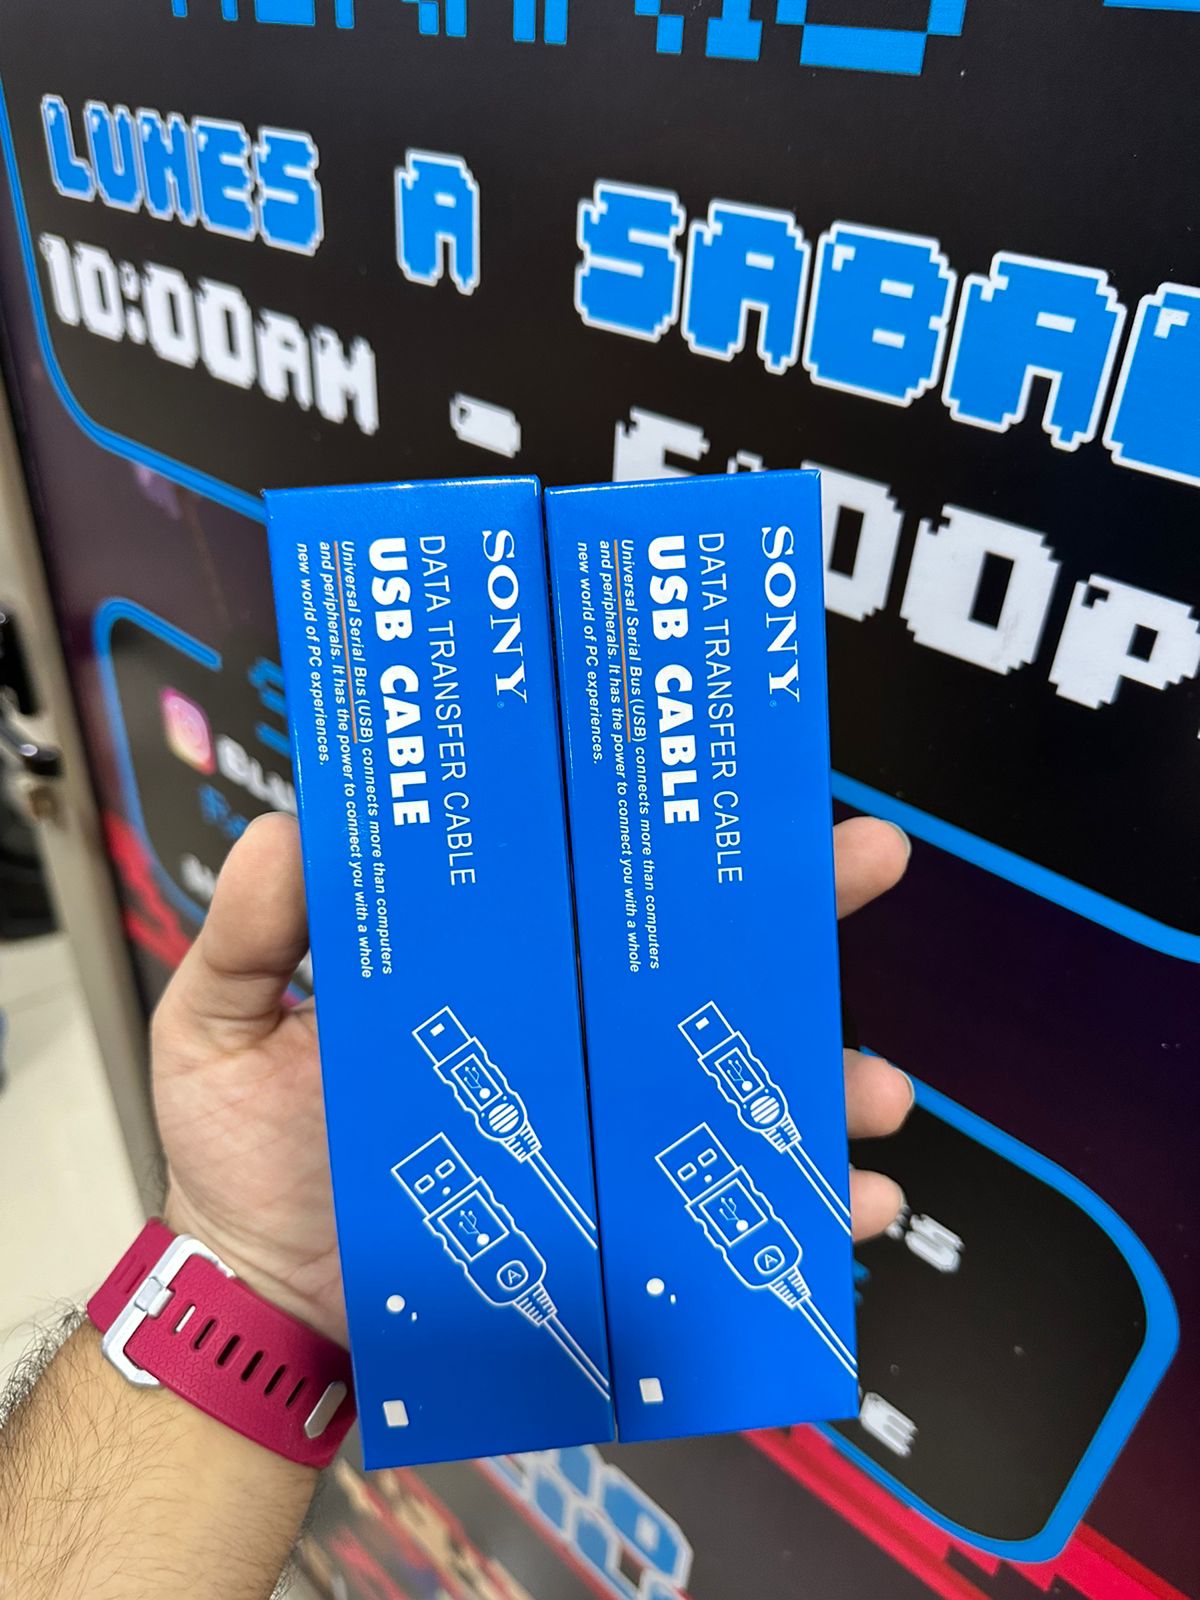 LUNES A
10:00AM -
SONY
DATA TRANSFER CABLE
USB CABLE
Universal Serial Bus (USB) connects more than computers
and peripherals. It has the power to connect you with a whole
new world of PC experiences.
A
SONY
DATA TRANSFER CABLE
USB CABLE
Universal Serial Bus (USB) connects more than computers
and peripherals. It has the power to connect you with a whole
new world of PC experiences.
A